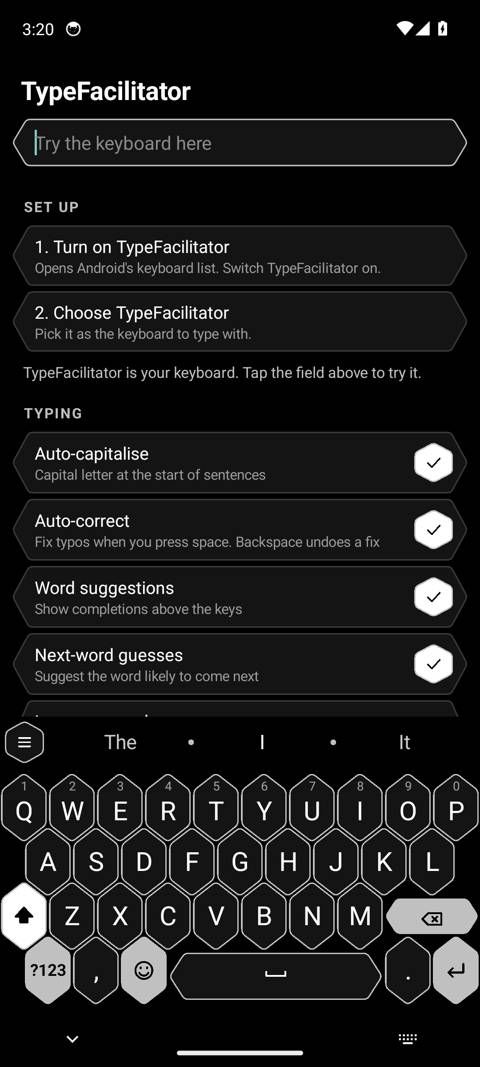 3:20
TypeFacilitator
Try the keyboard here
SET UP
1. Turn on TypeFacilitator
Opens Android's keyboard list. Switch TypeFacilitator on.
2. Choose TypeFacilitator
Pick it as the keyboard to type with.
TypeFacilitator is your keyboard. Tap the field above to try it.
TYPING
Auto-capitalise
Capital letter at the start of sentences
Auto-correct
Fix typos when you press space. Backspace undoes a fix
Word suggestions
Show completions above the keys
Next-word guesses
Suggest the word likely to come next
The • I • It
1 2 3 4 5 6 7 8 9 0
Q W E R T Y U I O P
A S D F G H J K L
Z X C V B N M
?123 , .